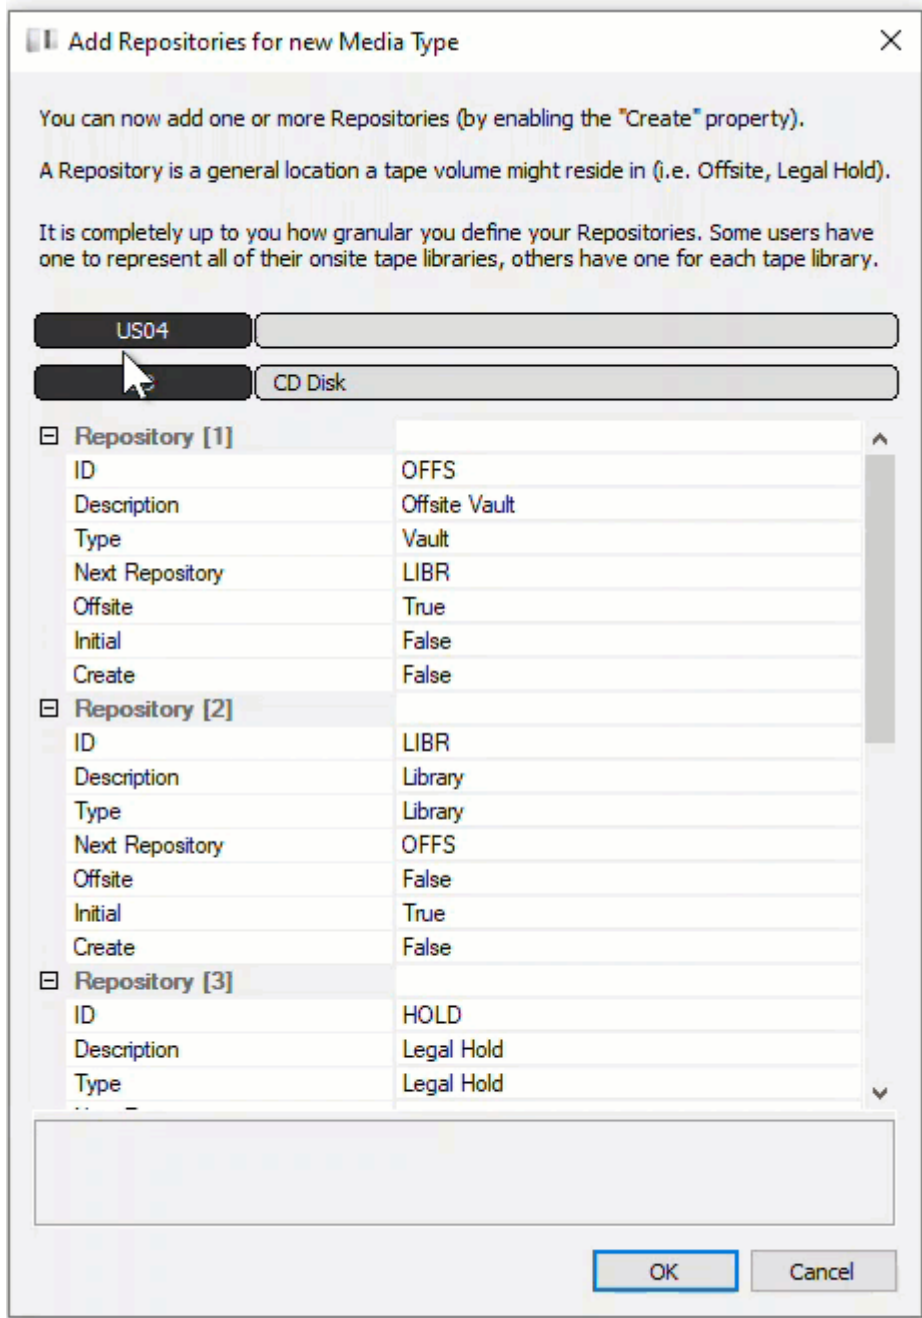 Add Repositories for new Media Type
You can now add one or more Repositories (by enabling the "Create" property).
A Repository is a general location a tape volume might reside in (i.e. Offsite, Legal Hold).
It is completely up to you how granular you define your Repositories. Some users have
one to represent all of their onsite tape libraries, others have one for each tape library.
US04
CD Disk
Repository [1]
ID OFFS
Description Offsite Vault
Type Vault
Next Repository LIBR
Offsite True
Initial False
Create False
Repository [2]
ID LIBR
Description Library
Type Library
Next Repository OFFS
Offsite False
Initial True
Create False
Repository [3]
ID HOLD
Description Legal Hold
Type Legal Hold
OK Cancel